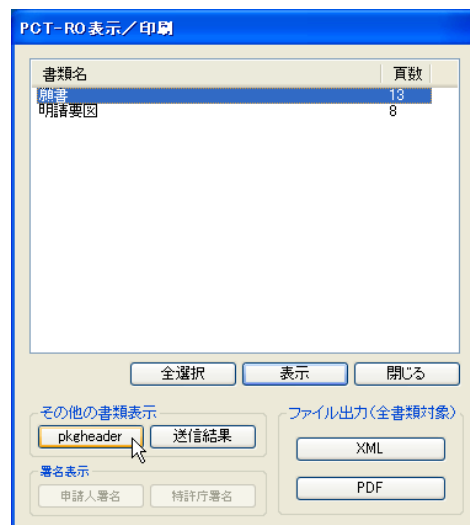 PCT-RO表示／印刷
書類名 頁数
願書 13
明請要図 8
全選択 表示 閉じる
その他の書類表示
pkgheader 送信結果
ファイル出力(全書類対象)
XML
PDF
署名表示
申請人署名 特許庁署名